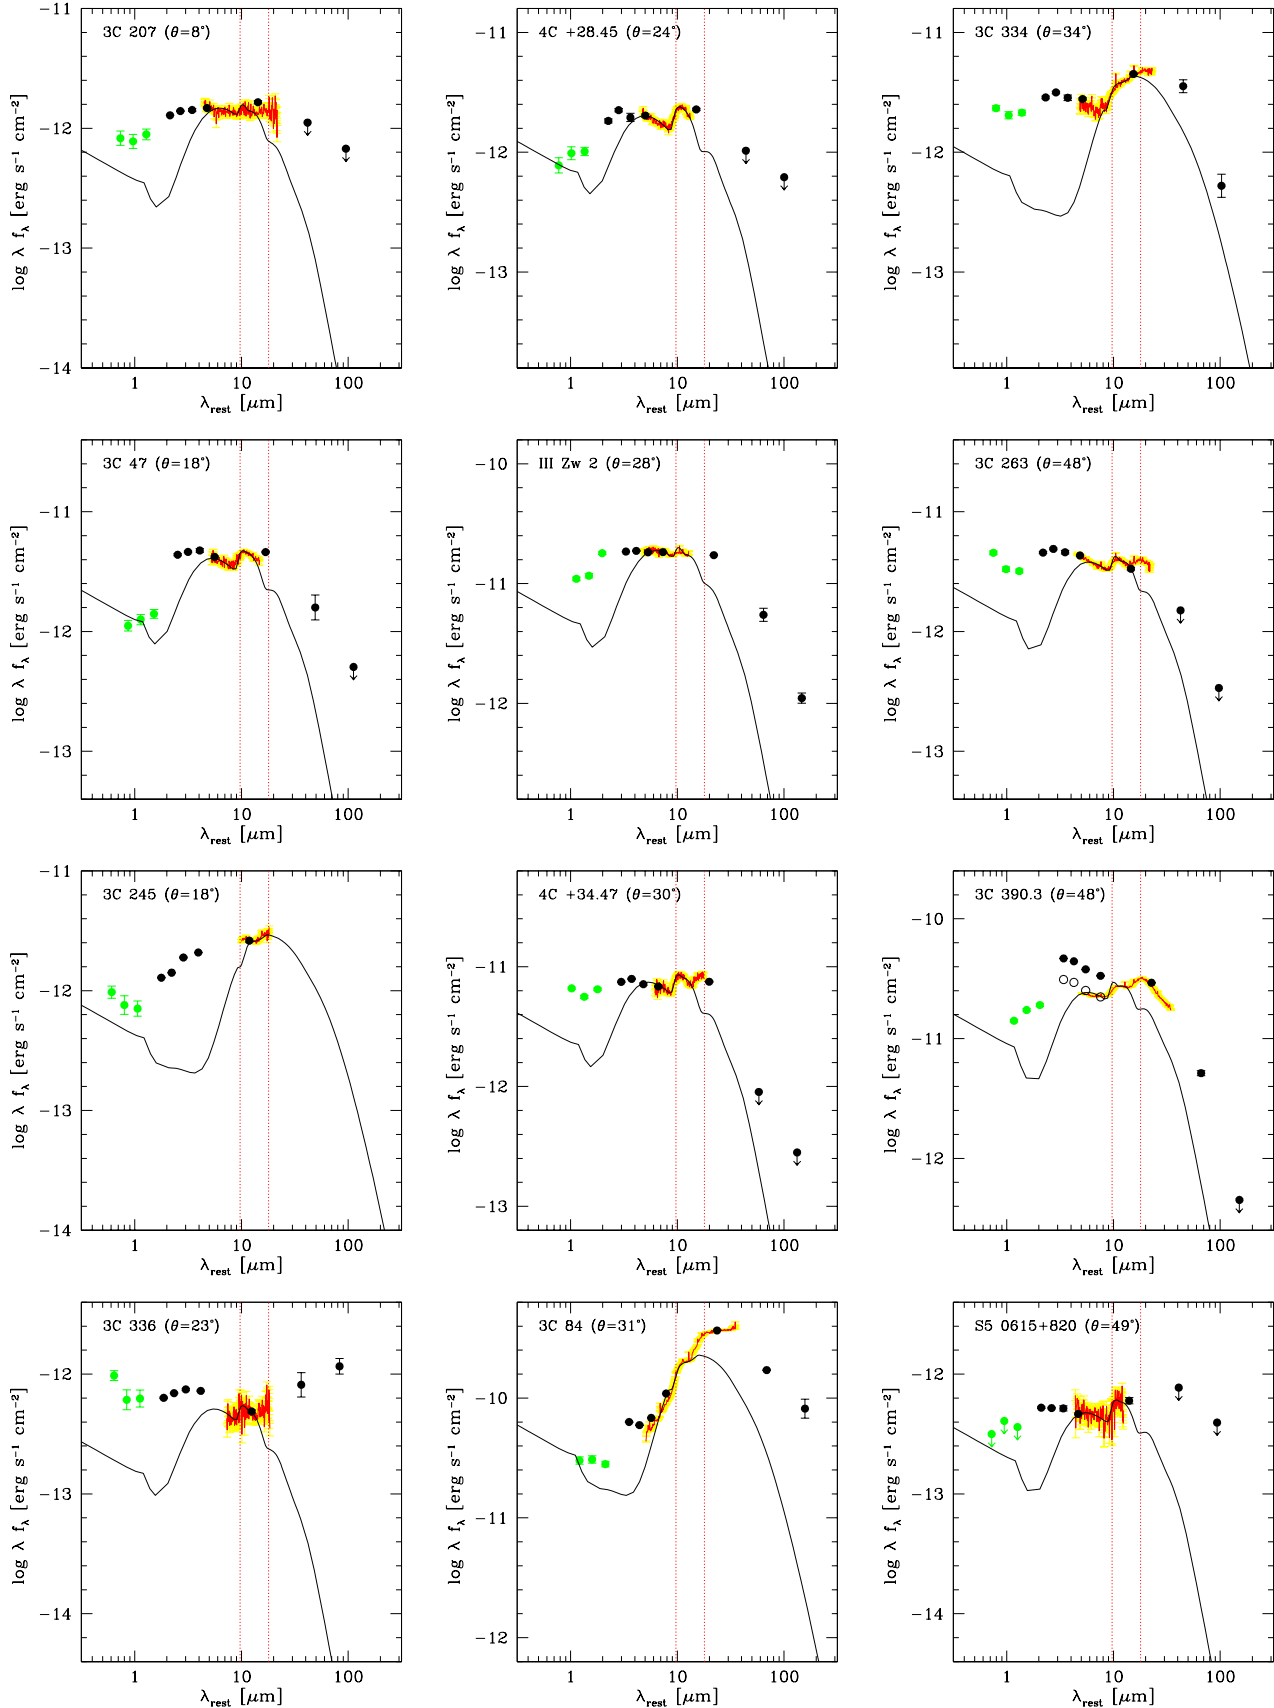 3C 207 (θ=8°)
log λ f_λ [erg s⁻¹ cm⁻²]
−11
−12
−13
−14
1 10 100
λ_rest [μm]
4C +28.45 (θ=24°)
log λ f_λ [erg s⁻¹ cm⁻²]
−11
−12
−13
1 10 100
λ_rest [μm]
3C 334 (θ=34°)
log λ f_λ [erg s⁻¹ cm⁻²]
−11
−12
−13
1 10 100
λ_rest [μm]
3C 47 (θ=18°)
log λ f_λ [erg s⁻¹ cm⁻²]
−11
−12
−13
1 10 100
λ_rest [μm]
III Zw 2 (θ=28°)
log λ f_λ [erg s⁻¹ cm⁻²]
−10
−11
−12
1 10 100
λ_rest [μm]
3C 263 (θ=48°)
log λ f_λ [erg s⁻¹ cm⁻²]
−11
−12
−13
1 10 100
λ_rest [μm]
3C 245 (θ=18°)
log λ f_λ [erg s⁻¹ cm⁻²]
−11
−12
−13
−14
1 10 100
λ_rest [μm]
4C +34.47 (θ=30°)
log λ f_λ [erg s⁻¹ cm⁻²]
−11
−12
−13
1 10 100
λ_rest [μm]
3C 390.3 (θ=48°)
log λ f_λ [erg s⁻¹ cm⁻²]
−10
−11
−12
1 10 100
λ_rest [μm]
3C 336 (θ=23°)
log λ f_λ [erg s⁻¹ cm⁻²]
−12
−13
−14
1 10 100
λ_rest [μm]
3C 84 (θ=31°)
log λ f_λ [erg s⁻¹ cm⁻²]
−10
−11
−12
1 10 100
λ_rest [μm]
S5 0615+820 (θ=49°)
log λ f_λ [erg s⁻¹ cm⁻²]
−12
−13
−14
1 10 100
λ_rest [μm]